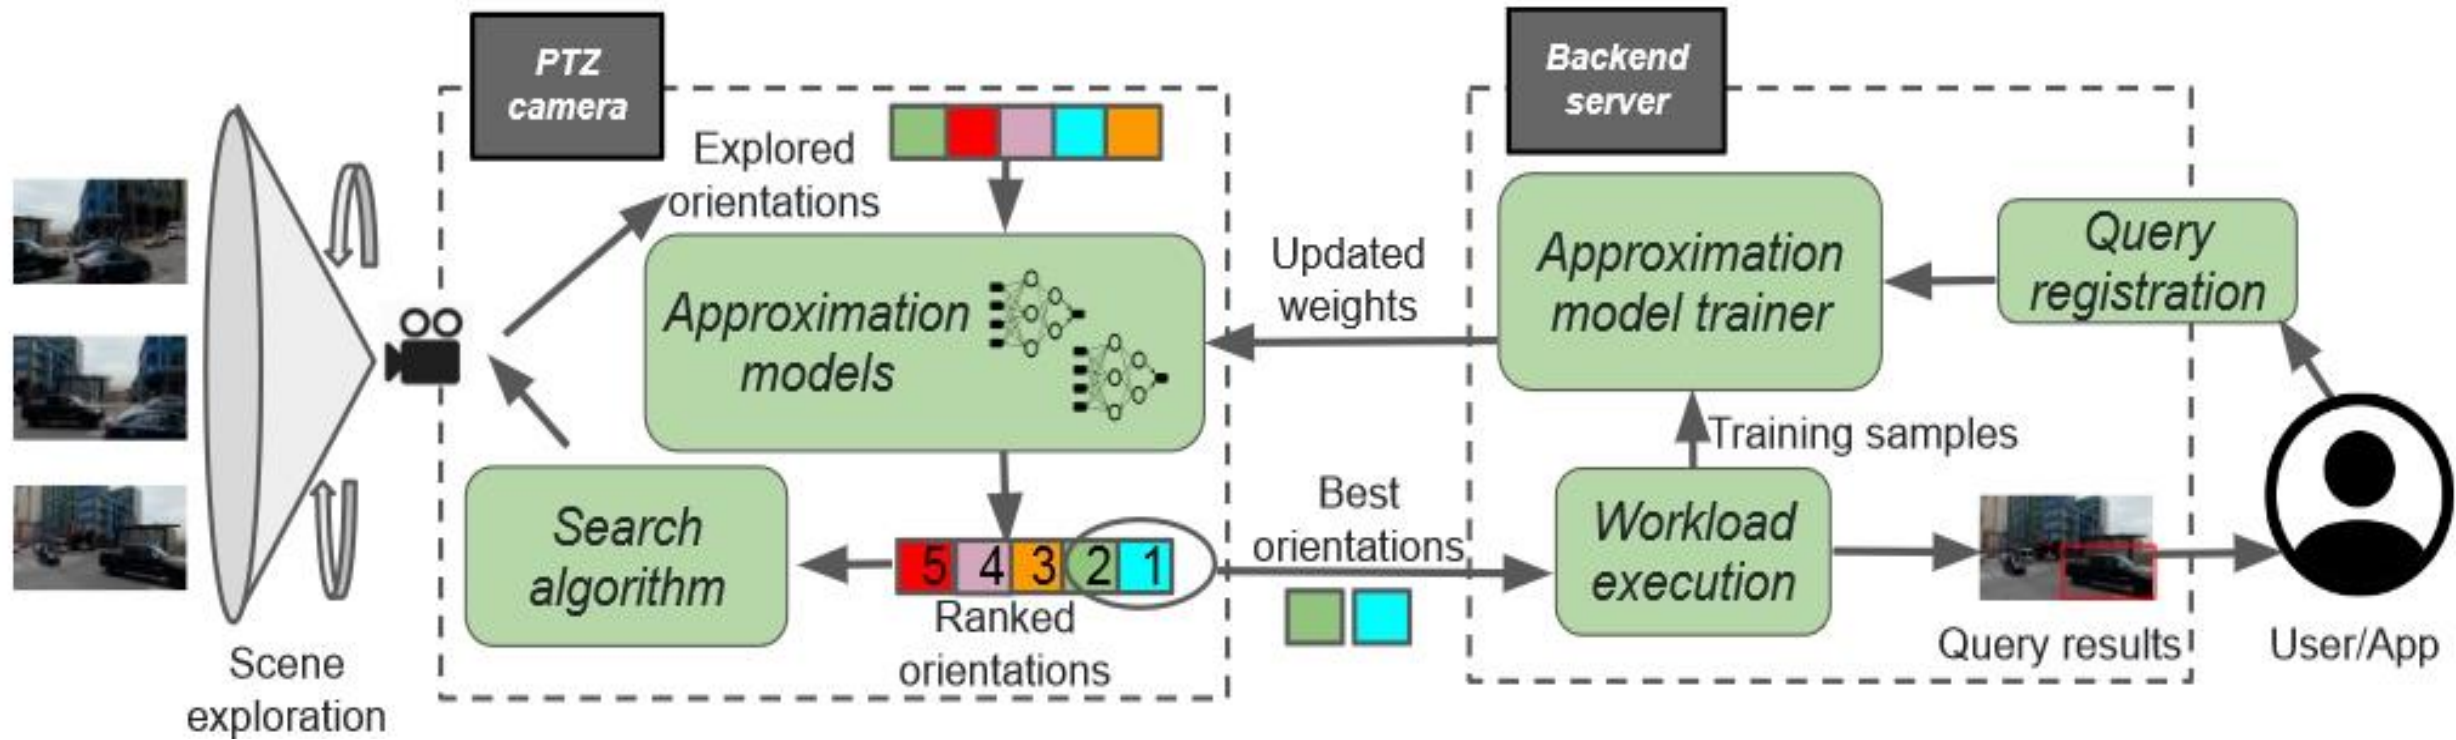 PTZ
camera
Backend
server
Explored
orientations
Approximation
models
Updated
weights
Approximation
model trainer
Query
registration
Training samples
Search
algorithm
5 4 3 2 1
Ranked
orientations
Best
orientations
Workload
execution
Query results
User/App
Scene
exploration